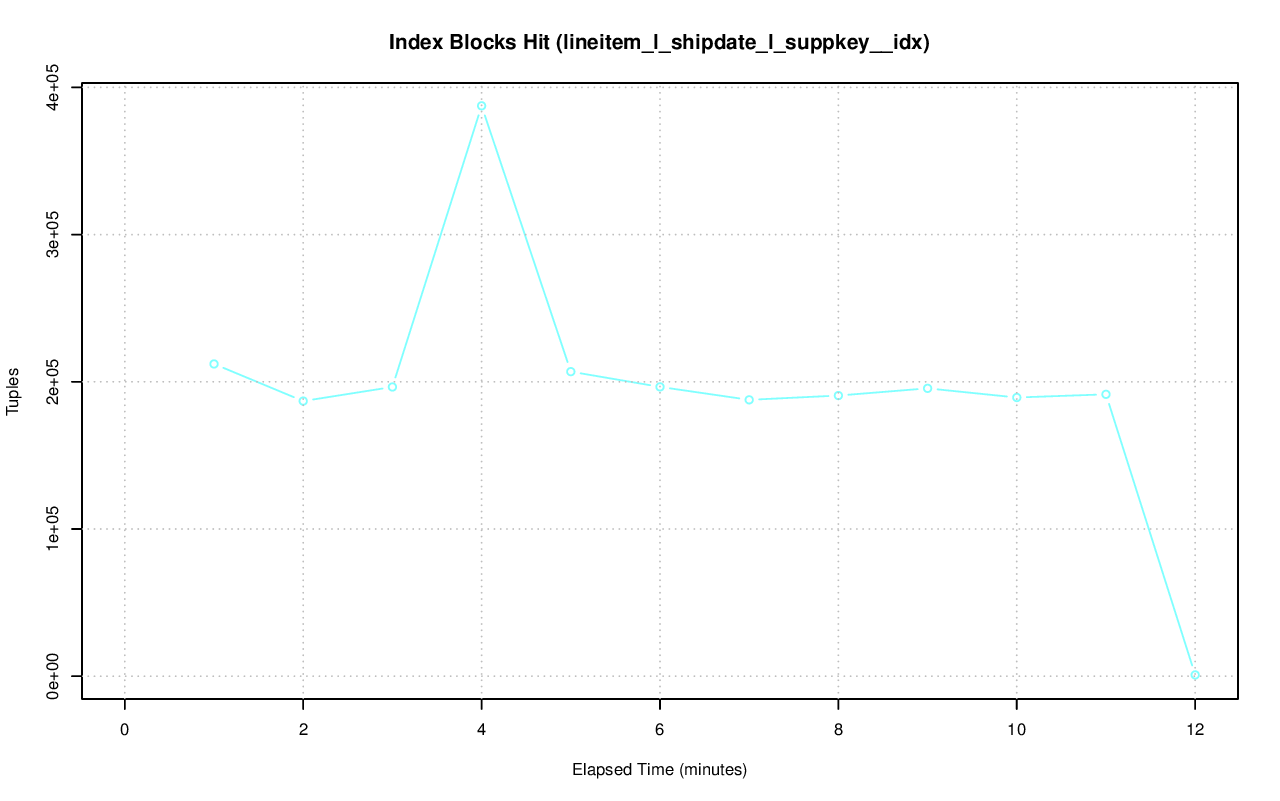 Index Blocks Hit (lineitem_l_shipdate_l_suppkey__idx)
4e+05
3e+05
2e+05
1e+05
0e+00
Tuples
0 2 4 6 8 10 12
Elapsed Time (minutes)